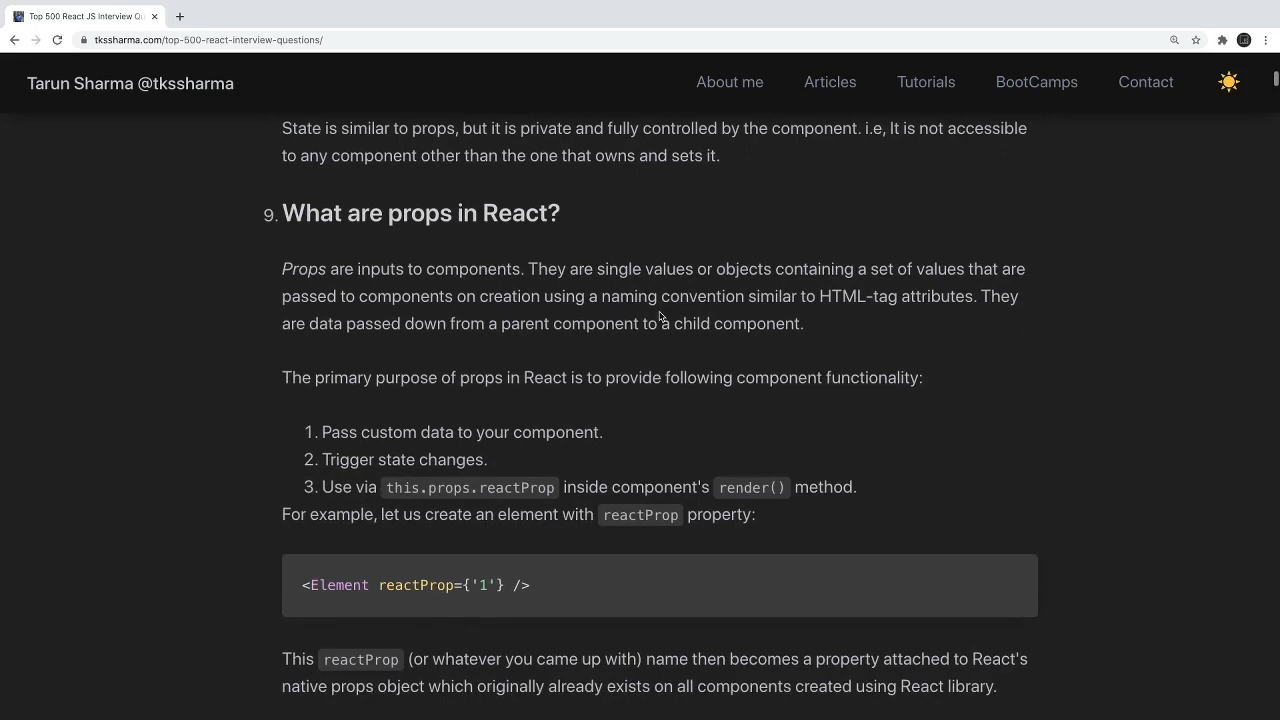 Top 500 React JS Interview Qu
tkssharma.com/top-500-react-interview-questions/
Tarun Sharma @tkssharma
About me
Articles
Tutorials
BootCamps
Contact
State is similar to props, but it is private and fully controlled by the component. i.e, It is not accessible
to any component other than the one that owns and sets it.
9. What are props in React?
Props are inputs to components. They are single values or objects containing a set of values that are
passed to components on creation using a naming convention similar to HTML-tag attributes. They
are data passed down from a parent component to a child component.
The primary purpose of props in React is to provide following component functionality:
1. Pass custom data to your component.
2. Trigger state changes.
3. Use via this.props.reactProp inside component's render() method.
For example, let us create an element with reactProp property:
<Element reactProp={'1'} />
This reactProp (or whatever you came up with) name then becomes a property attached to React's
native props object which originally already exists on all components created using React library.